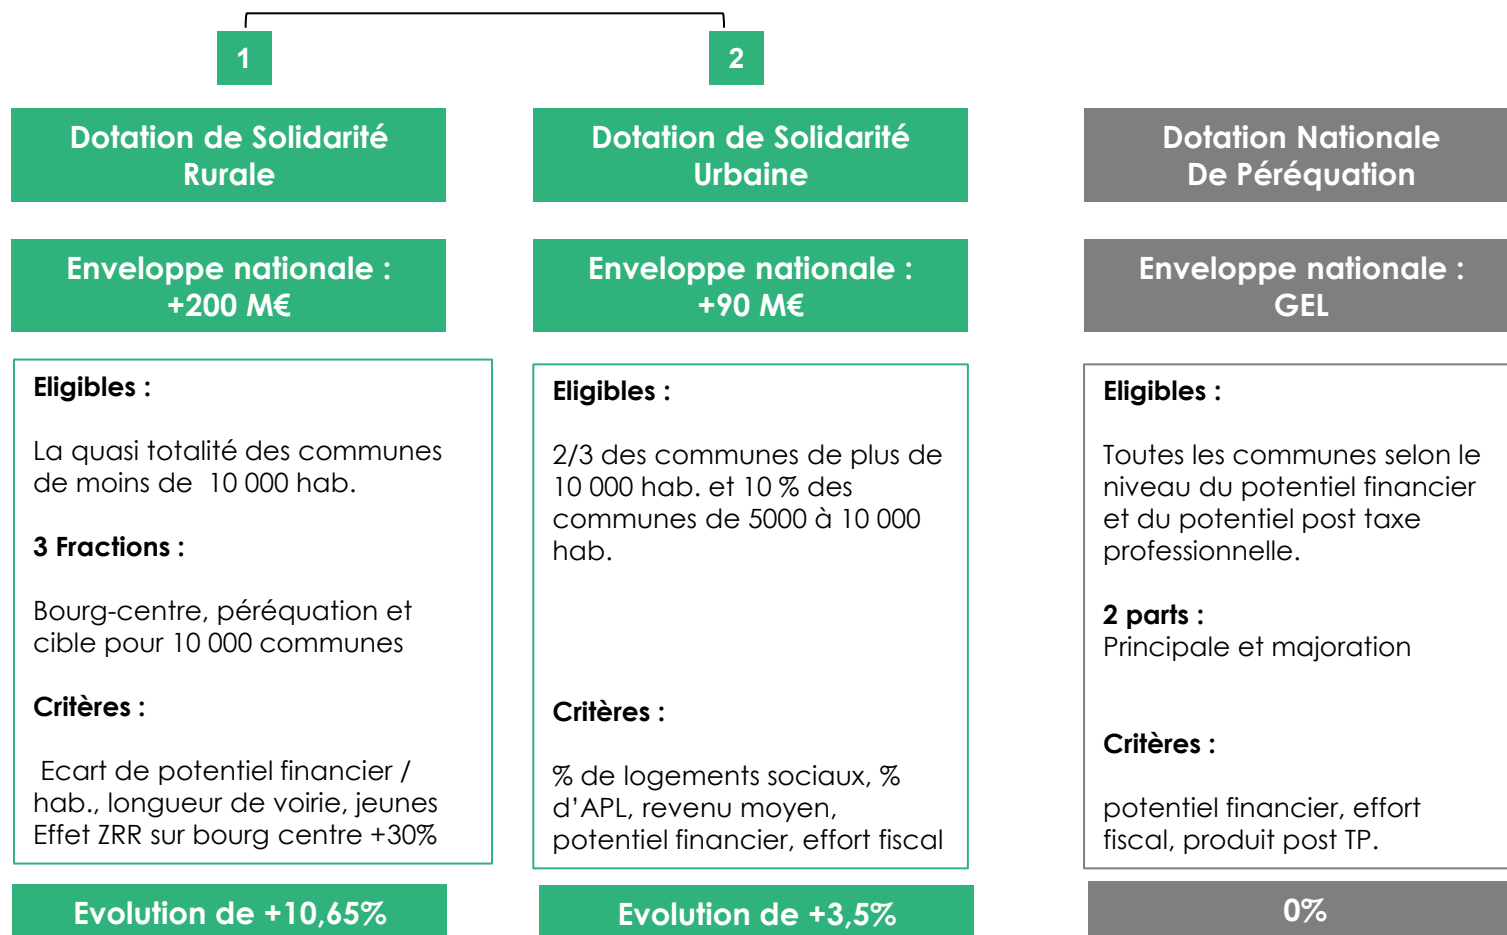 1
Dotation de Solidarité
Rurale
Enveloppe nationale :
+200 M€
Eligibles :
La quasi totalité des communes
de moins de 10 000 hab.
3 Fractions :
Bourg-centre, péréquation et
cible pour 10 000 communes
Critères :
Ecart de potentiel financier /
hab., longueur de voirie, jeunes
Effet ZRR sur bourg centre +30%
Evolution de +10,65%
2
Dotation de Solidarité
Urbaine
Enveloppe nationale :
+90 M€
Eligibles :
2/3 des communes de plus de
10 000 hab. et 10 % des
communes de 5000 à 10 000
hab.
Critères :
% de logements sociaux, %
d’APL, revenu moyen,
potentiel financier, effort fiscal
Evolution de +3,5%
Dotation Nationale
De Péréquation
Enveloppe nationale :
GEL
Eligibles :
Toutes les communes selon le
niveau du potentiel financier
et du potentiel post taxe
professionnelle.
2 parts :
Principale et majoration
Critères :
potentiel financier, effort
fiscal, produit post TP.
0%